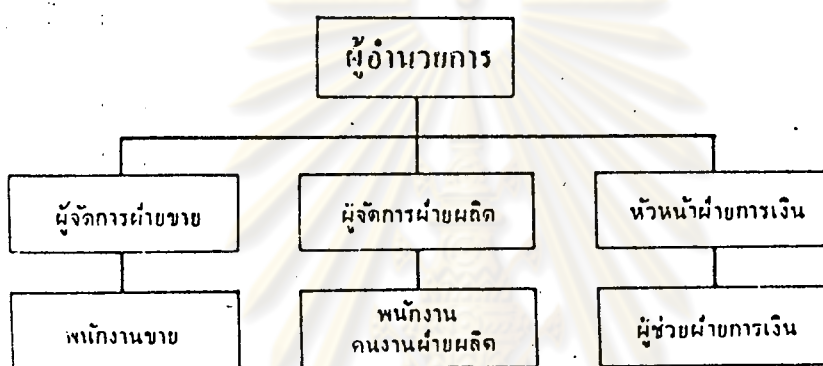 ผู้อำนวยการ
ผู้จัดการฝ่ายขาย
ผู้จัดการฝ่ายผลิต
หัวหน้าฝ่ายการเงิน
พนักงานขาย
พนักงาน
คนงานฝ่ายผลิต
ผู้ช่วยฝ่ายการเงิน